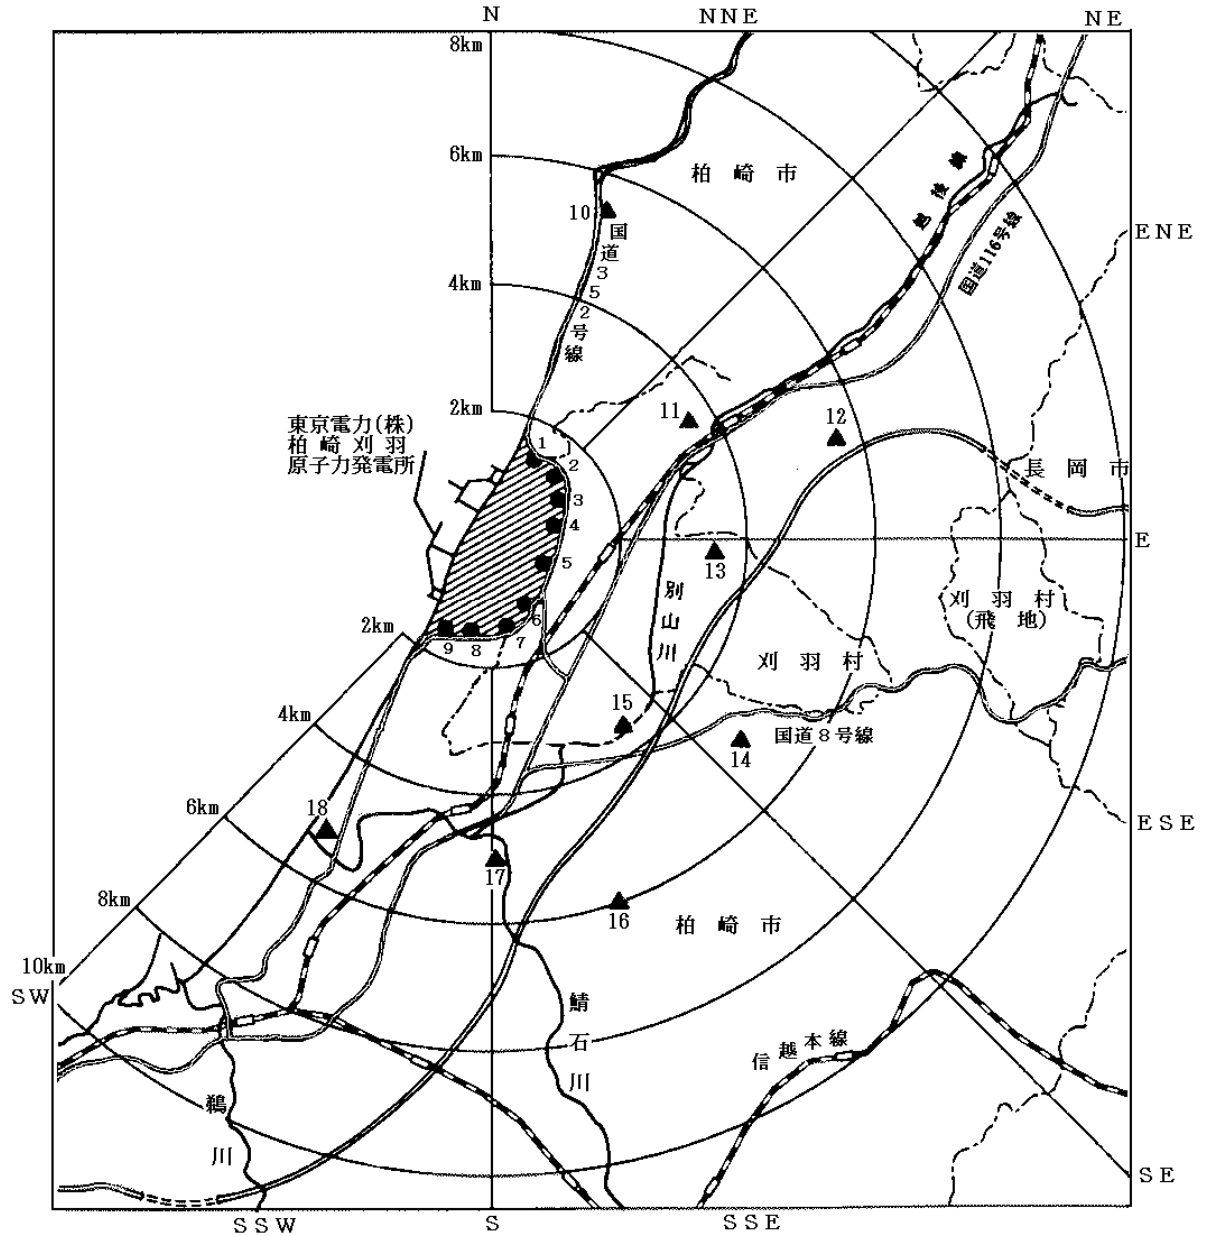 N
NNE
NE
8km
6km
柏崎市
越後線
10
国道352号線
ENE
国道116号線
4km
2km
11
12
東京電力(株)
柏崎刈羽
原子力発電所
1
2
3
4
5
6
7
8
9
長岡市
E
13
別山川
刈羽村
(飛地)
2km
刈羽村
15
4km
国道8号線
14
6km
18
ESE
17
8km
16
柏崎市
10km
SW
鯖石川
信越本線
鵜川
SE
SSW
S
SSE